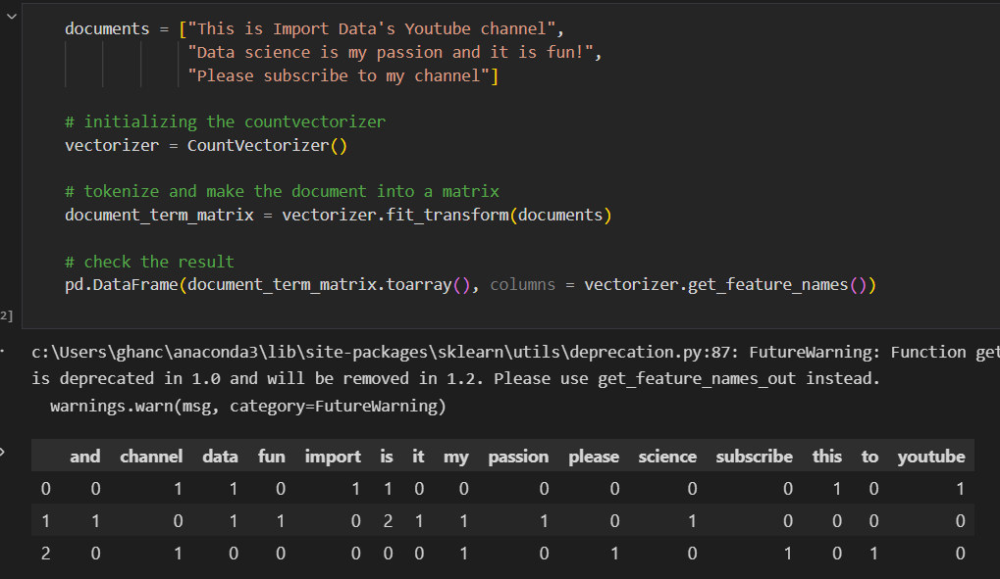 documents = ["This is Import Data's Youtube channel",
"Data science is my passion and it is fun!",
"Please subscribe to my channel"]
# initializing the countvectorizer
vectorizer = CountVectorizer()
# tokenize and make the document into a matrix
document_term_matrix = vectorizer.fit_transform(documents)
# check the result
pd.DataFrame(document_term_matrix.toarray(), columns = vectorizer.get_feature_names())
2]
c:\Users\ghanc\anaconda3\lib\site-packages\sklearn\utils\deprecation.py:87: FutureWarning: Function get
is deprecated in 1.0 and will be removed in 1.2. Please use get_feature_names_out instead.
warnings.warn(msg, category=FutureWarning)
and channel data fun import is it my passion please science subscribe this to youtube
0 0 1 1 0 1 1 0 0 0 0 0 0 1 0 1
1 1 0 1 1 0 2 1 1 1 0 1 0 0 0 0
2 0 1 0 0 0 0 0 1 0 1 0 1 0 1 0